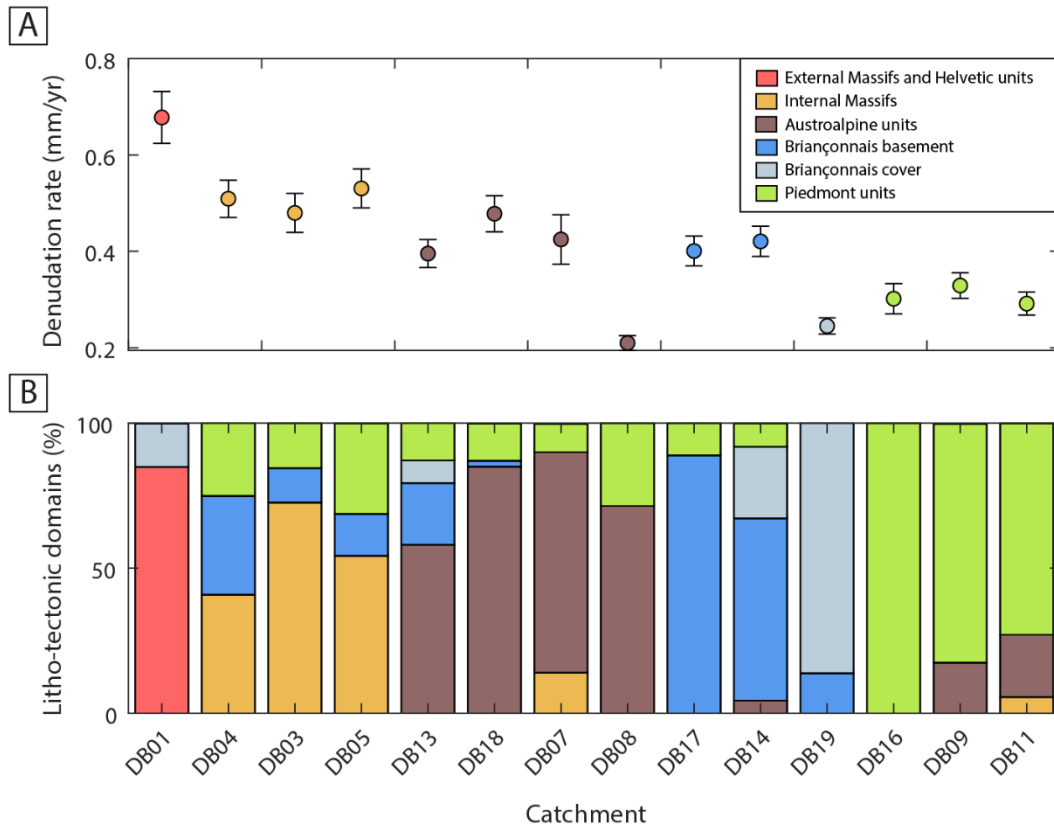 A
Denudation rate (mm/yr)
0.8
0.6
0.4
0.2
External Massifs and Helvetic units
Internal Massifs
Austroalpine units
Briançonnais basement
Briançonnais cover
Piedmont units
B
Litho-tectonic domains (%)
100
50
0
DB01 DB04 DB03 DB05 DB13 DB18 DB07 DB08 DB17 DB14 DB19 DB16 DB09 DB11
Catchment